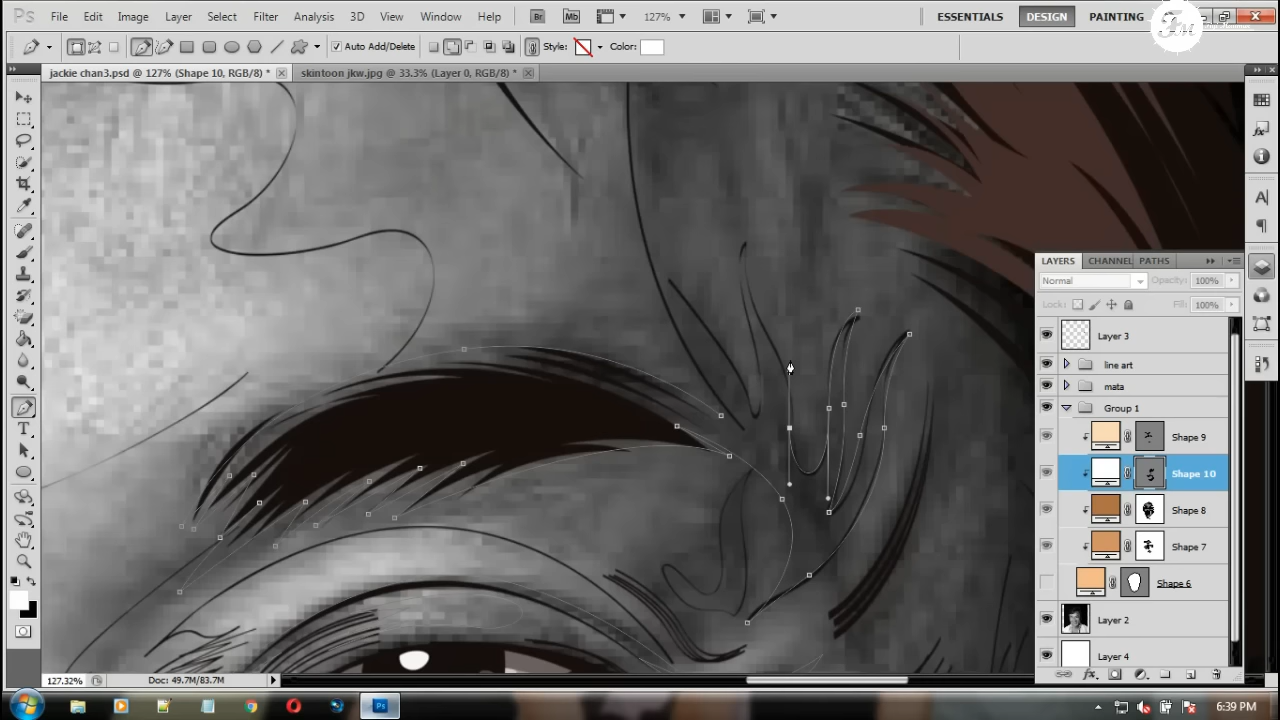 Ps File Edit Image Layer Select Filter Analysis 3D View Window Help Br Mb 127% ESSENTIALS DESIGN PAINTING
Auto Add/Delete Style: Color:
jackie chan3.psd @ 127% (Shape 10, RGB/8) * skintoon jkw.jpg @ 33.3% (Layer 0, RGB/8) *
LAYERS CHANNEL PATHS
Normal Opacity: 100%
Lock: Fill: 100%
Layer 3
line art
mata
Group 1
Shape 9
Shape 10
Shape 8
Shape 7
Shape 6
Layer 2
Layer 4
127.32% Doc: 49.7M/83.7M
6:39 PM